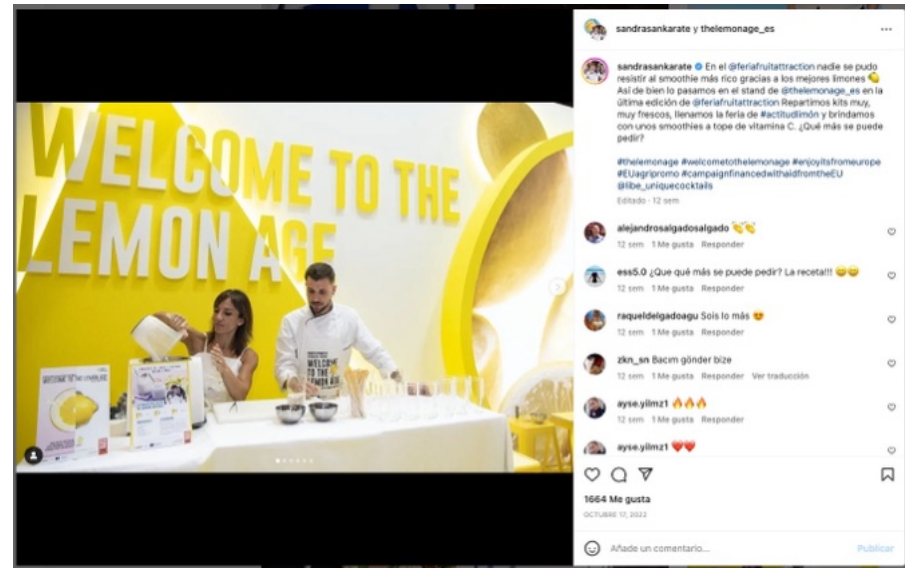 WELCOME TO THE
LEMON AGE
WELCOME TO THE LEMON AGE
WELCOME
TO THE
LEMON AGE
sandrasankarate y thelemonage_es
sandrasankarate En el @feriafruitattraction nadie se pudo
resistir al smoothie más rico gracias a los mejores limones 🍋
Así de bien lo pasamos en el stand de @thelemonage_es en la
última edición de @feriafruitattraction Repartimos kits muy,
muy frescos, llenamos la feria de #actitudlimón y brindamos
con unos smoothies a tope de vitamina C. ¿Qué más se puede
pedir?
#thelemonage #welcometothelemonage #enjoyitsfromeurope
#EUagripromo #campaignfinancedwithaidfromtheEU
@libe_uniquecocktails
Editado · 12 sem
alejandrosalgadosalgado 👏👏
12 sem 1 Me gusta Responder
ess5.0 ¿Que qué más se puede pedir? La receta!!! 😄😄
12 sem 1 Me gusta Responder
raqueldelgadoagu Sois lo más 😍
12 sem 1 Me gusta Responder
zkn_sn Bacım gönder bize
12 sem 1 Me gusta Responder Ver traducción
ayse.yilmz1 🔥🔥🔥
12 sem 1 Me gusta Responder
ayse.yilmz1 ❤️❤️
1664 Me gusta
OCTUBRE 17, 2022
Añade un comentario...
Publicar